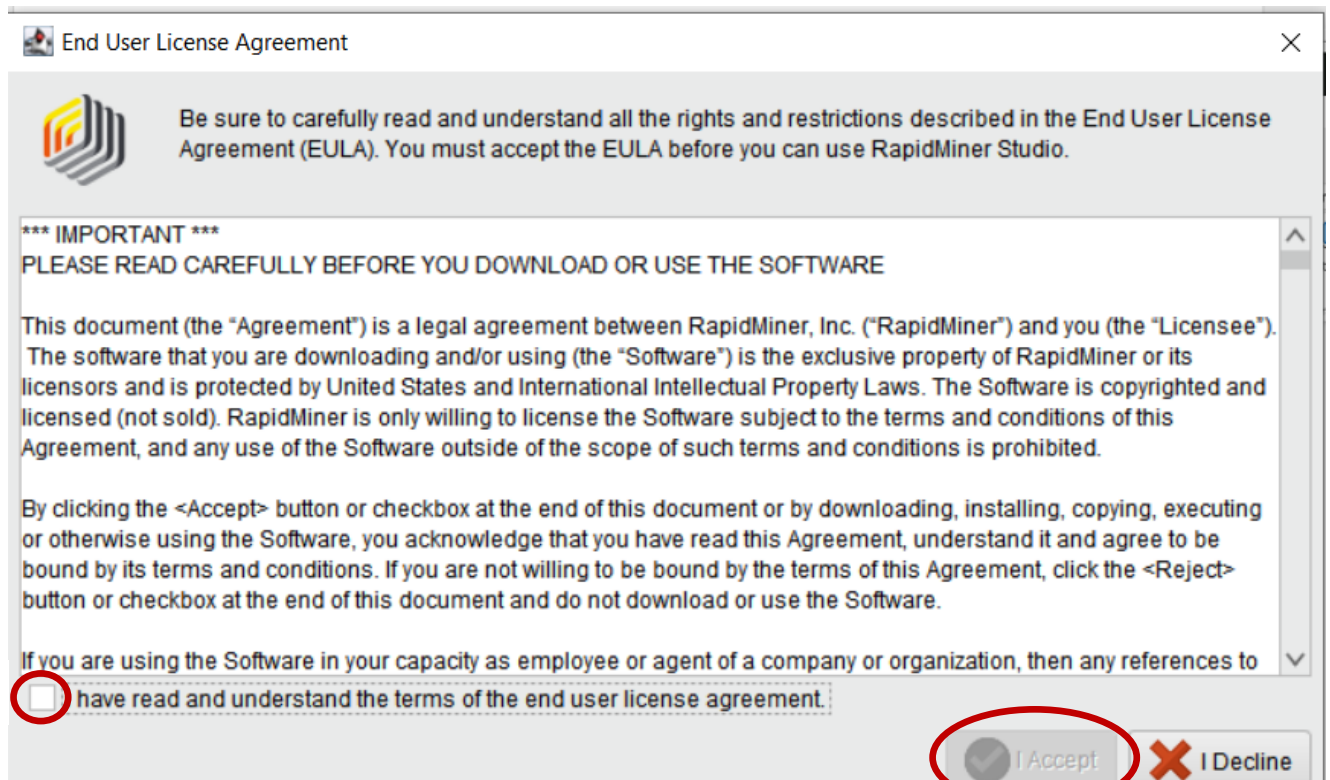 End User License Agreement
Be sure to carefully read and understand all the rights and restrictions described in the End User License
Agreement (EULA). You must accept the EULA before you can use RapidMiner Studio.
*** IMPORTANT ***
PLEASE READ CAREFULLY BEFORE YOU DOWNLOAD OR USE THE SOFTWARE
This document (the “Agreement”) is a legal agreement between RapidMiner, Inc. (“RapidMiner”) and you (the “Licensee”).
The software that you are downloading and/or using (the “Software”) is the exclusive property of RapidMiner or its
licensors and is protected by United States and International Intellectual Property Laws. The Software is copyrighted and
licensed (not sold). RapidMiner is only willing to license the Software subject to the terms and conditions of this
Agreement, and any use of the Software outside of the scope of such terms and conditions is prohibited.
By clicking the <Accept> button or checkbox at the end of this document or by downloading, installing, copying, executing
or otherwise using the Software, you acknowledge that you have read this Agreement, understand it and agree to be
bound by its terms and conditions. If you are not willing to be bound by the terms of this Agreement, click the <Reject>
button or checkbox at the end of this document and do not download or use the Software.
If you are using the Software in your capacity as employee or agent of a company or organization, then any references to
I have read and understand the terms of the end user license agreement.
I Accept
I Decline